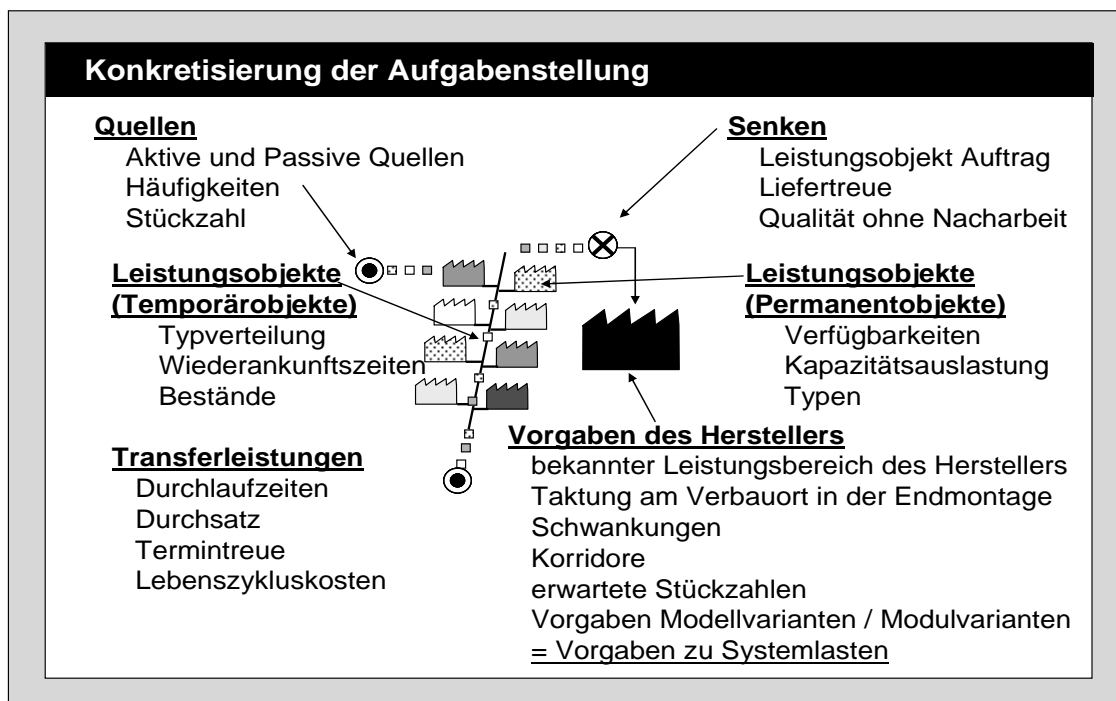 Konkretisierung der Aufgabenstellung
Quellen
Aktive und Passive Quellen
Häufigkeiten
Stückzahl
Senken
Leistungsobjekt Auftrag
Liefertreue
Qualität ohne Nacharbeit
Leistungsobjekte
(Temporärobjekte)
Typverteilung
Wiederankunftszeiten
Bestände
Leistungsobjekte
(Permanentobjekte)
Verfügbarkeiten
Kapazitätsauslastung
Typen
Transferleistungen
Durchlaufzeiten
Durchsatz
Termintreue
Lebenszykluskosten
Vorgaben des Herstellers
bekannter Leistungsbereich des Herstellers
Taktung am Verbauort in der Endmontage
Schwankungen
Korridore
erwartete Stückzahlen
Vorgaben Modellvarianten / Modulvarianten
= Vorgaben zu Systemlasten